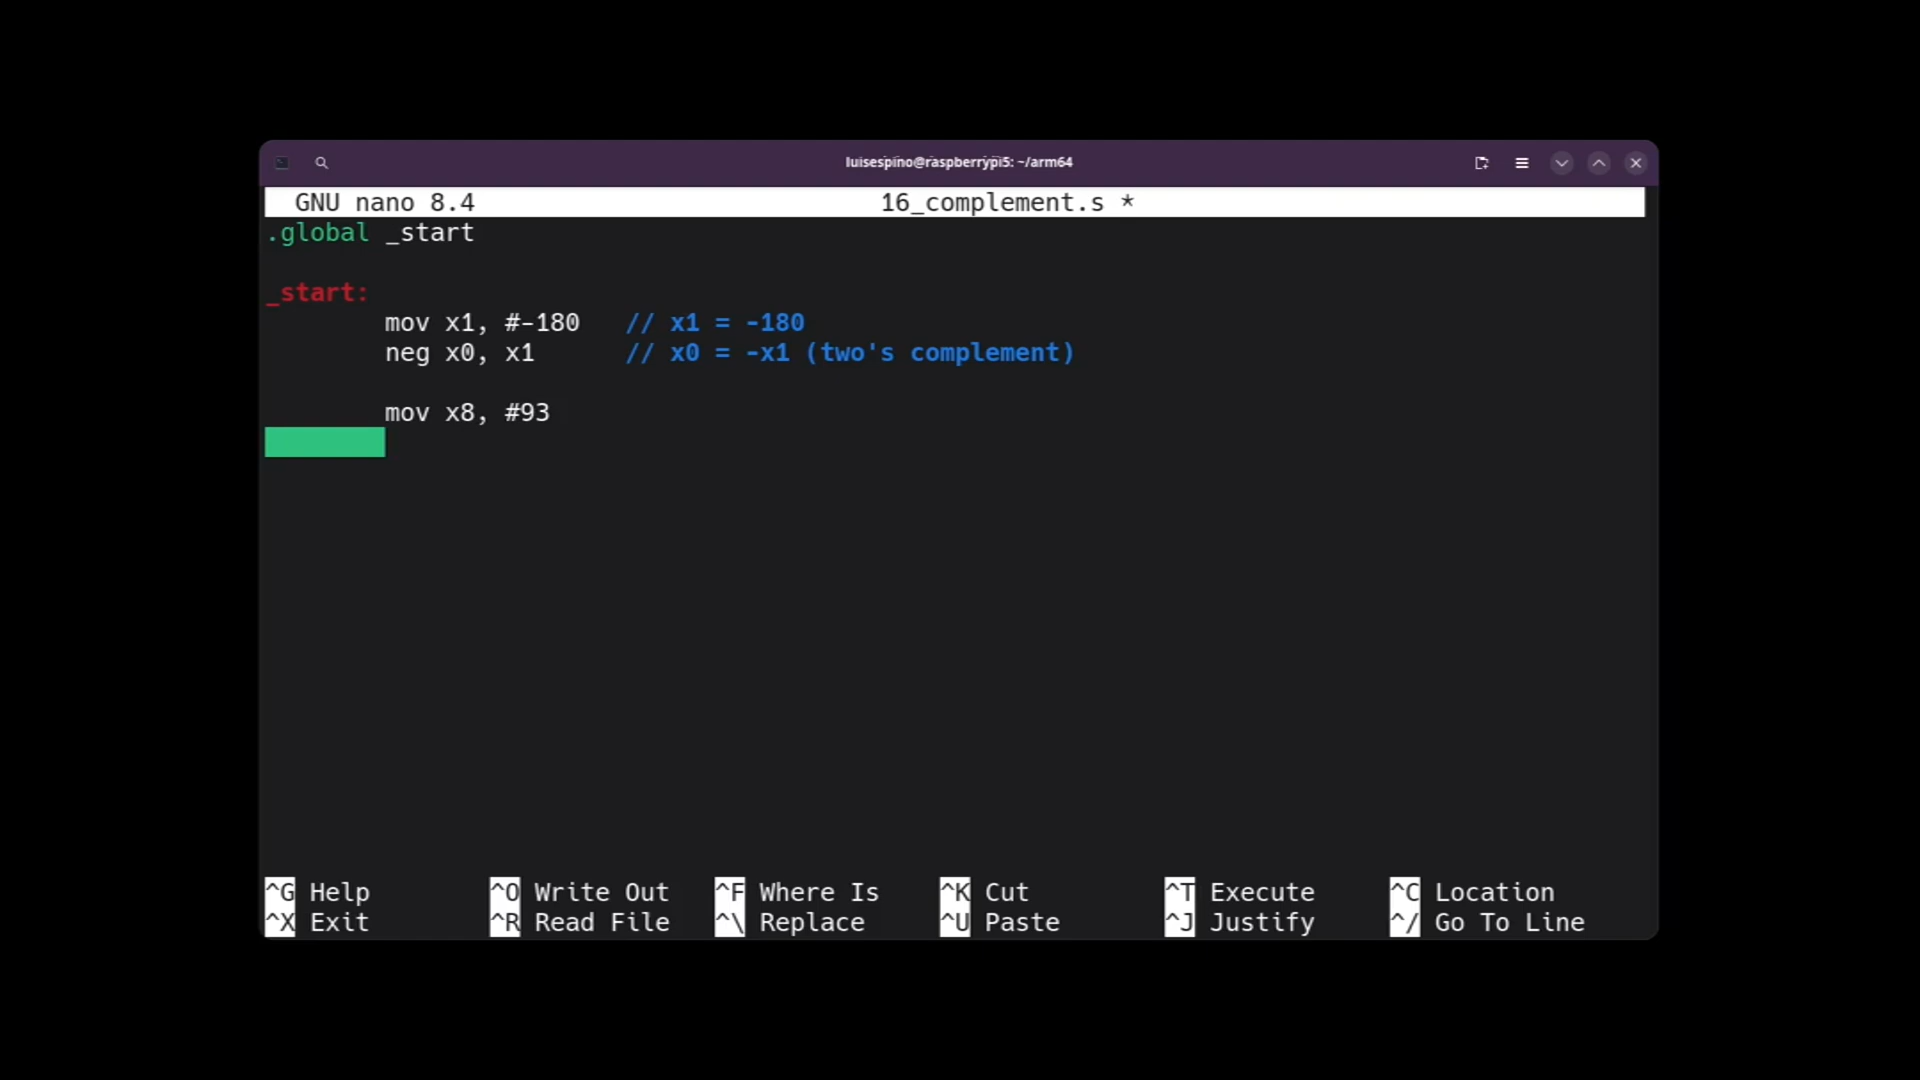 luisespino@raspberrypi5: ~/arm64
GNU nano 8.4 16_complement.s *
.global _start
_start:
mov x1, #-180 // x1 = -180
neg x0, x1 // x0 = -x1 (two's complement)
mov x8, #93
^G Help ^O Write Out ^F Where Is ^K Cut ^T Execute ^C Location
^X Exit ^R Read File ^\ Replace ^U Paste ^J Justify ^/ Go To Line